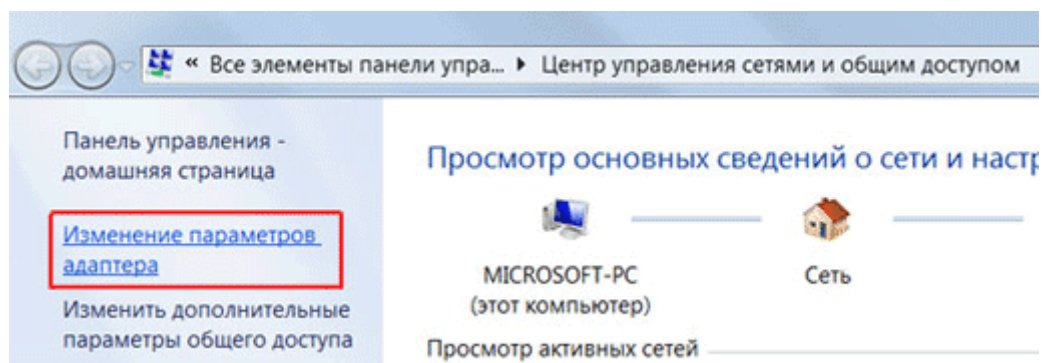 « Все элементы панели упра... ▸ Центр управления сетями и общим доступом
Панель управления -
домашняя страница
Изменение параметров
адаптера
Изменить дополнительные
параметры общего доступа
Просмотр основных сведений о сети и настр
MICROSOFT-PC
(этот компьютер)
Сеть
Просмотр активных сетей